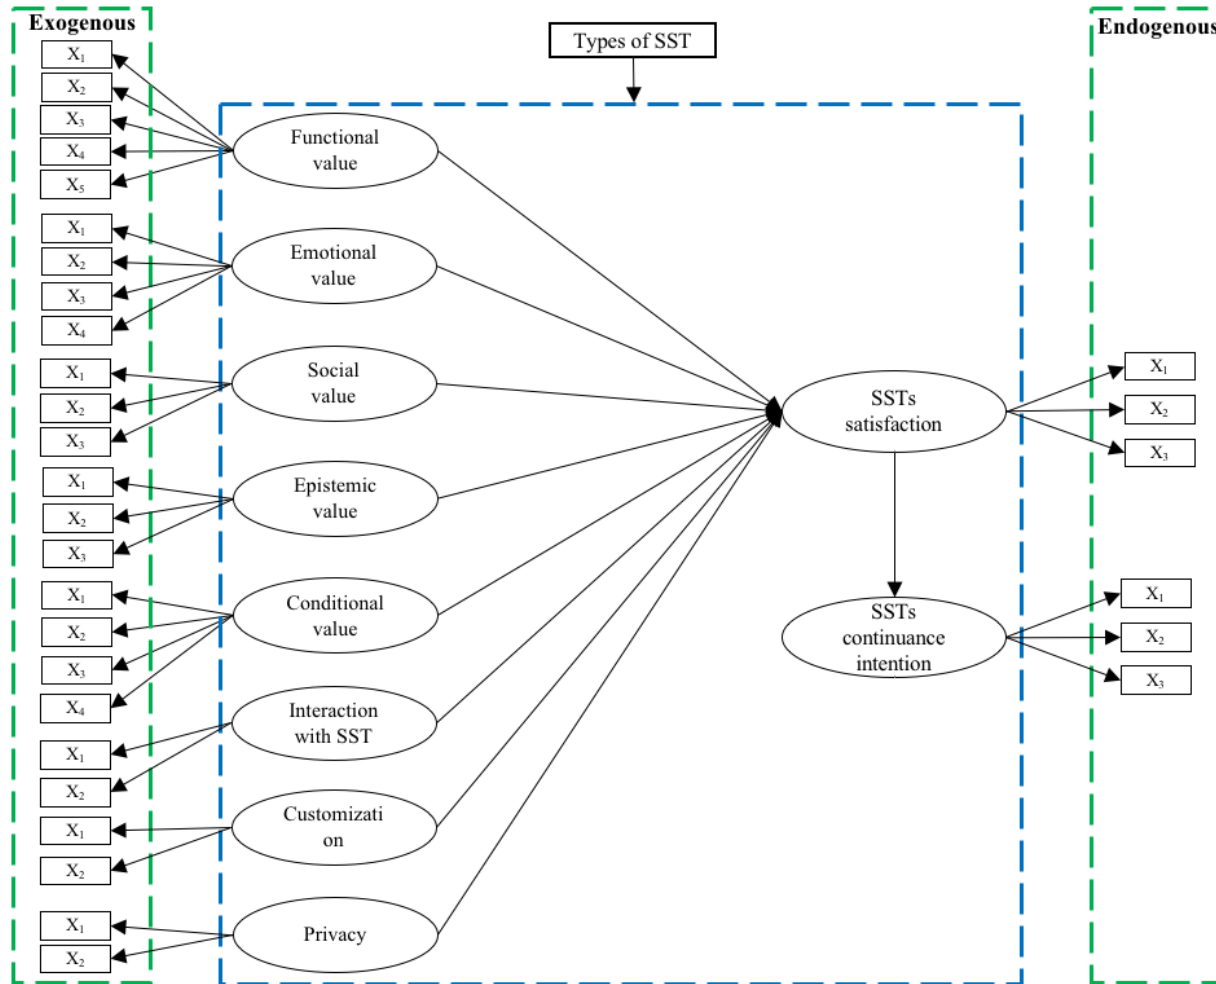 Exogenous
Types of SST
Endogenous
X₁
X₂
X₃
X₄
X₅
Functional
value
X₁
X₂
X₃
X₄
Emotional
value
X₁
X₂
X₃
Social
value
X₁
X₂
X₃
Epistemic
value
X₁
X₂
X₃
X₄
Conditional
value
X₁
X₂
Interaction
with SST
X₁
X₂
Customizati
on
X₁
X₂
Privacy
SSTs
satisfaction
X₁
X₂
X₃
SSTs
continuance
intention
X₁
X₂
X₃